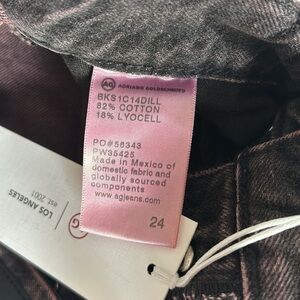 AG ADRIANO GOLDSCHMIED
BKS1C14DILL
82% COTTON
18% LYOCELL
PO#56343
PW35425
Made in Mexico of
domestic fabric and
globally sourced
components
www.agjeans.com
24
LOS ANGELES
est. 2001